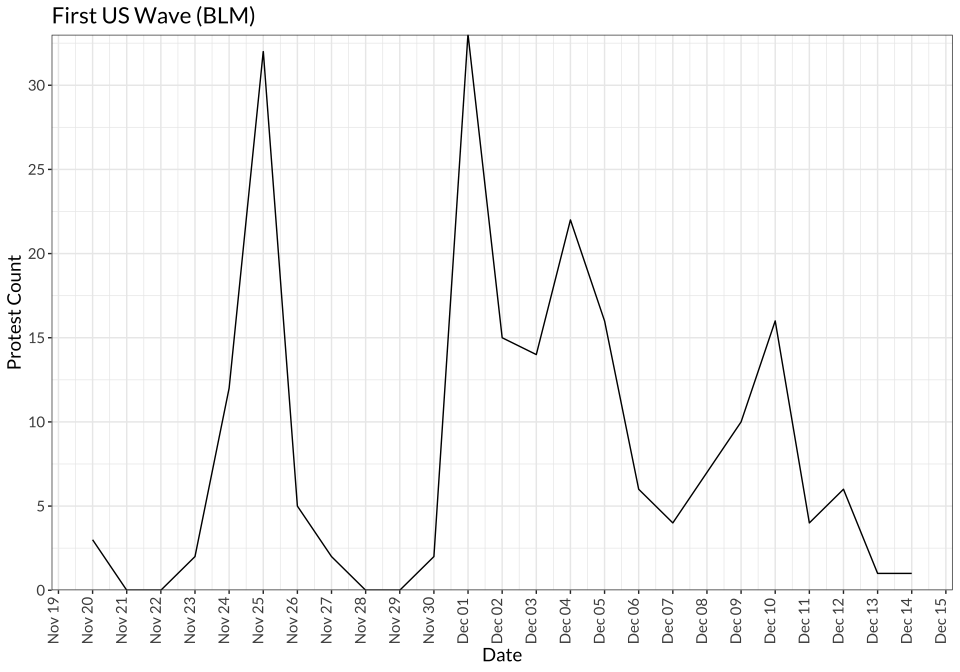 First US Wave (BLM)
Protest Count
30
25
20
15
10
5
0
Nov 19
Nov 20
Nov 21
Nov 22
Nov 23
Nov 24
Nov 25
Nov 26
Nov 27
Nov 28
Nov 29
Nov 30
Dec 01
Dec 02
Dec 03
Dec 04
Dec 05
Dec 06
Dec 07
Dec 08
Dec 09
Dec 10
Dec 11
Dec 12
Dec 13
Dec 14
Dec 15
Date